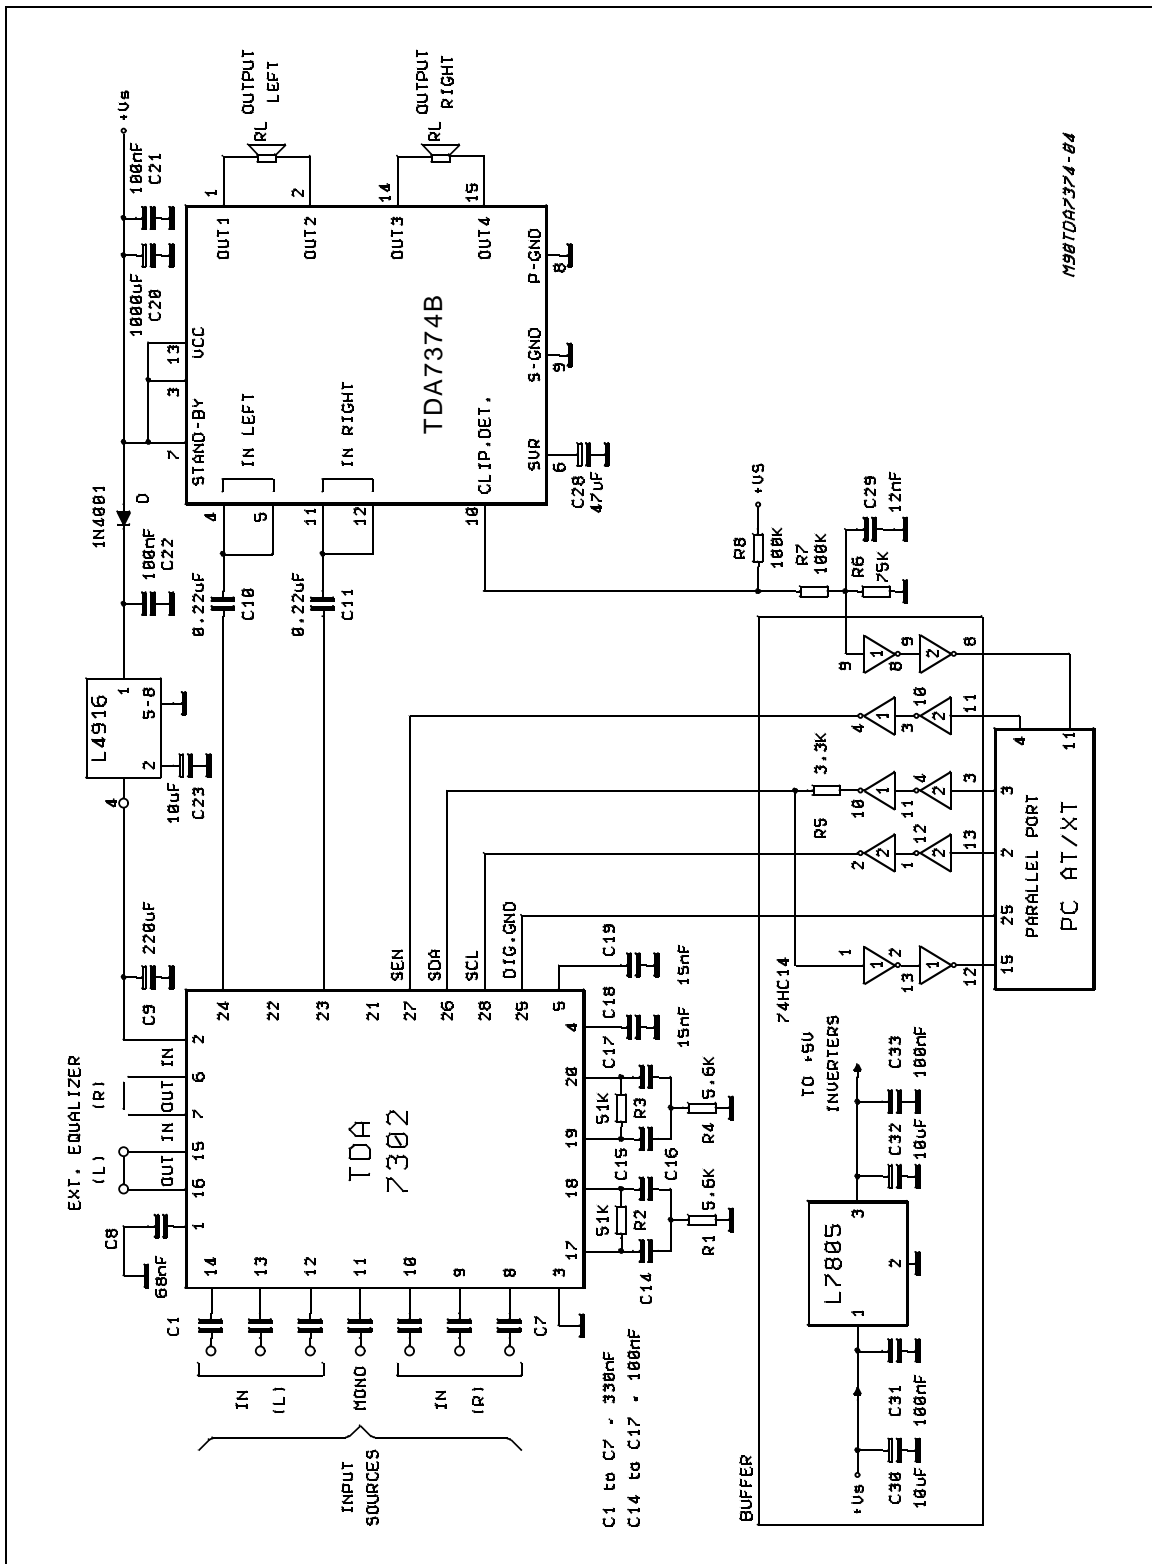 EXT. EQUALIZER
(L)
(R)
OUT IN
OUT IN
C8
68nF
1
16
15
7
6
2
C9
220uF
4
L4916
2
5-8
1
10uF
C23
100nF
C22
1N4001
D
1000uF
C20
100nF
C21
+Vs
INPUT
SOURCES
IN
(L)
MONO
IN
(R)
C1
C7
14
13
12
11
10
9
8
3
TDA
7302
24
22
23
21
27
26
28
25
5
17
18
19
20
4
SEN
SDA
SCL
DIG.GND
0.22uF
C10
0.22uF
C11
4
5
11
12
10
7
3
13
STAND-BY
VCC
IN LEFT
IN RIGHT
CLIP.DET.
TDA7374B
OUT1
OUT2
OUT3
OUT4
1
2
14
15
RL
OUTPUT
LEFT
RL
OUTPUT
RIGHT
SVR
S-GND
P-GND
6
9
8
C28
47uF
C14
51K
R2
C15
R1
5.6K
C16
51K
R3
C17
R4
5.6K
C18
15nF
C19
15nF
C1 to C7 = 330nF
C14 to C17 = 100nF
R8
100K
+VS
R7
100K
R6
75K
C29
12nF
BUFFER
+Vs
C30
10uF
C31
100nF
L7805
1
2
3
C32
10uF
C33
100nF
TO +5V
INVERTERS
74HC14
1
1
2
13
1
12
2
2
1
12
2
13
R5
3.3K
10
1
11
4
2
3
4
1
3
10
2
11
9
1
8
9
2
8
15
25
2
3
4
11
PARALLEL PORT
PC AT/XT
M90TDA7374-04